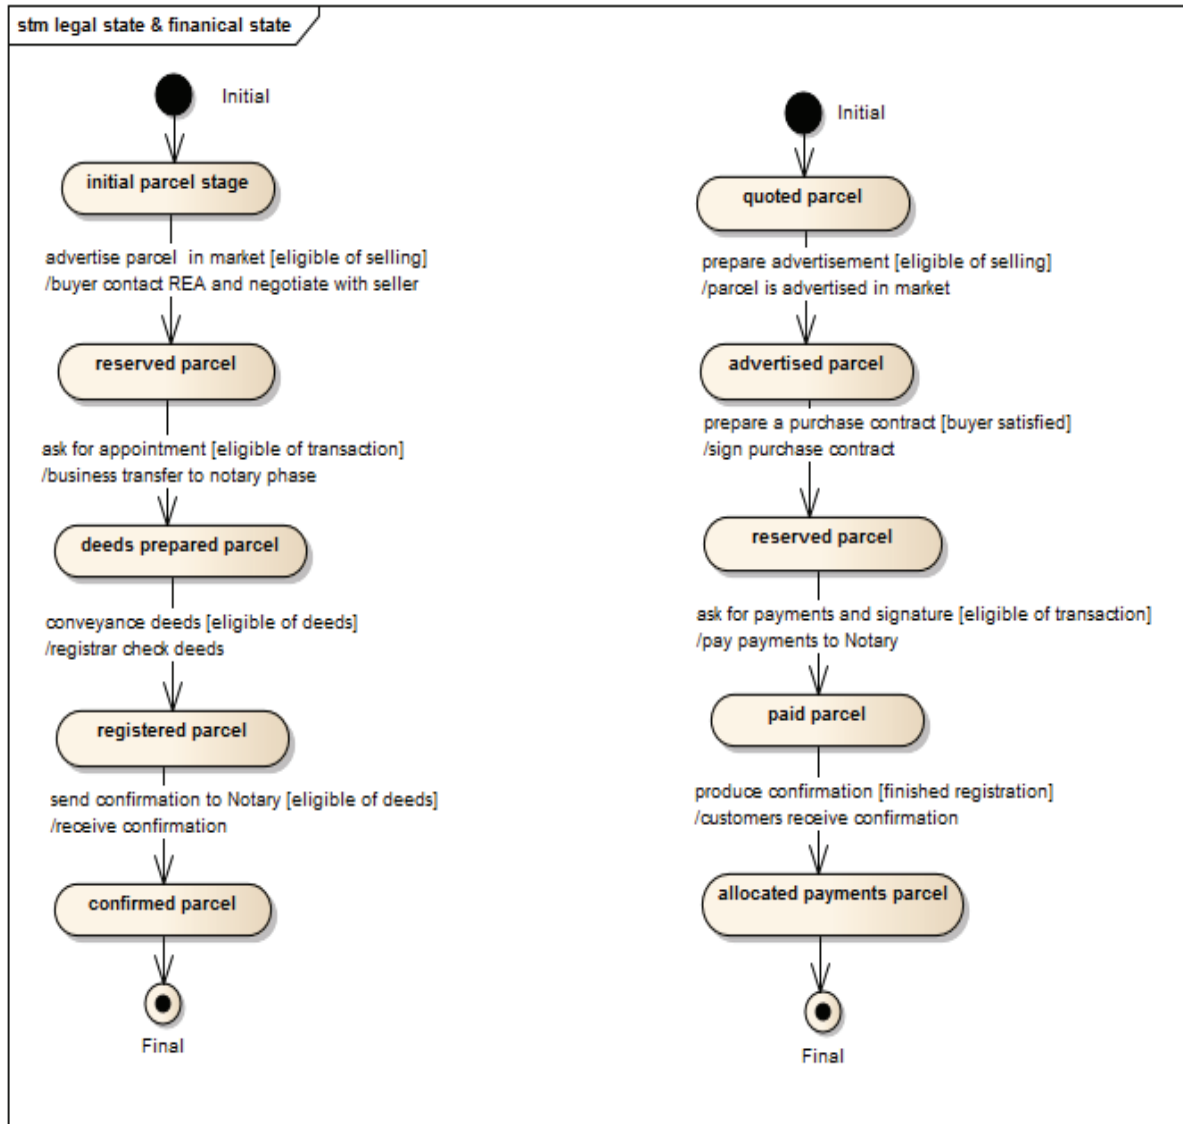 stm legal state & finanical state
Initial
initial parcel stage
advertise parcel in market [eligible of selling]
/buyer contact REA and negotiate with seller
reserved parcel
ask for appointment [eligible of transaction]
/business transfer to notary phase
deeds prepared parcel
conveyance deeds [eligible of deeds]
/registrar check deeds
registered parcel
send confirmation to Notary [eligible of deeds]
/receive confirmation
confirmed parcel
Final
Initial
quoted parcel
prepare advertisement [eligible of selling]
/parcel is advertised in market
advertised parcel
prepare a purchase contract [buyer satisfied]
/sign purchase contract
reserved parcel
ask for payments and signature [eligible of transaction]
/pay payments to Notary
paid parcel
produce confirmation [finished registration]
/customers receive confirmation
allocated payments parcel
Final